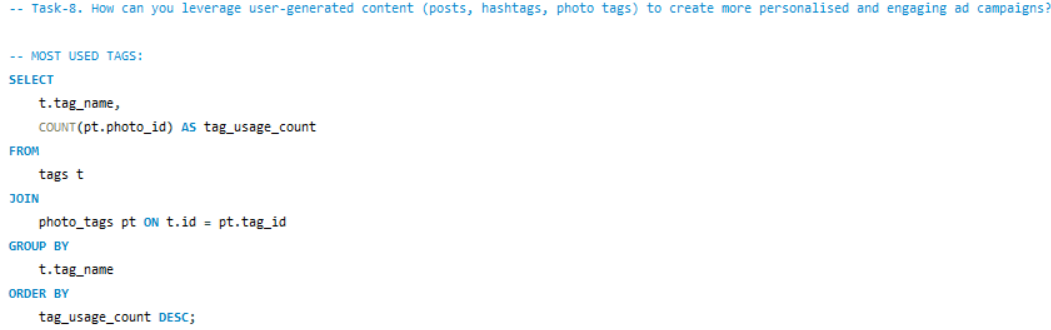 -- Task-8. How can you leverage user-generated content (posts, hashtags, photo tags) to create more personalised and engaging ad campaigns?
-- MOST USED TAGS:
SELECT
    t.tag_name,
    COUNT(pt.photo_id) AS tag_usage_count
FROM
    tags t
JOIN
    photo_tags pt ON t.id = pt.tag_id
GROUP BY
    t.tag_name
ORDER BY
    tag_usage_count DESC;